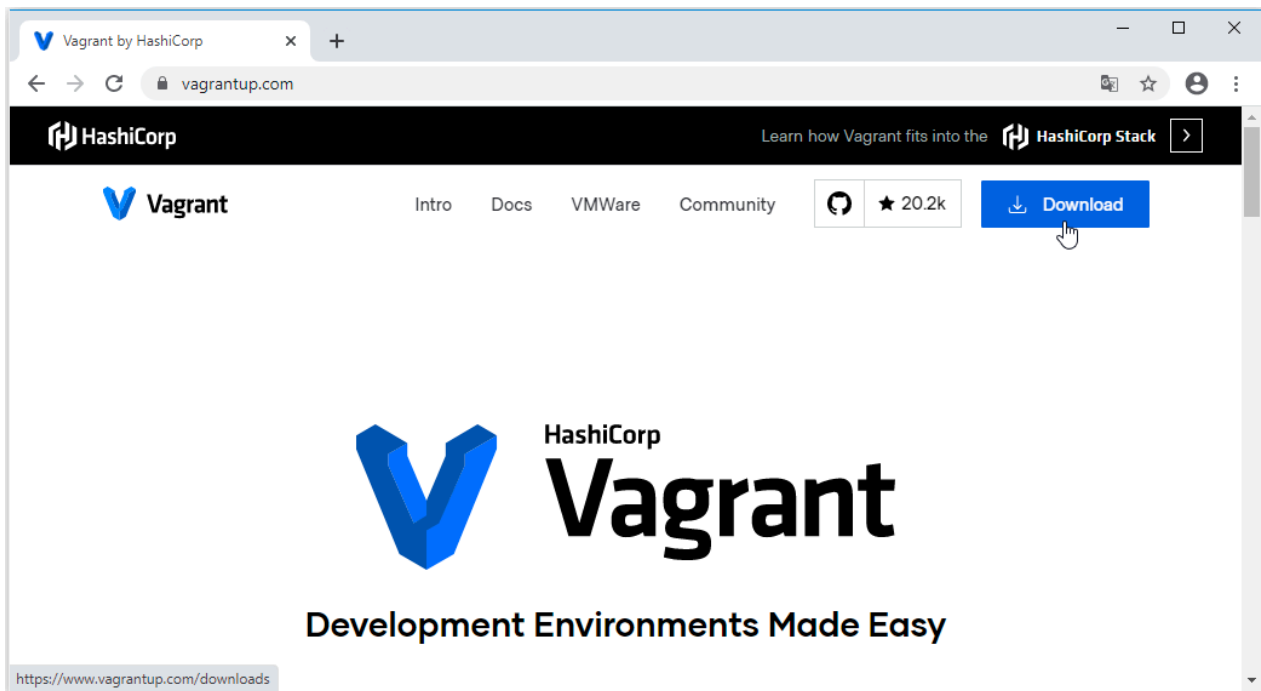 Vagrant by HashiCorp
vagrantup.com
HashiCorp
Learn how Vagrant fits into the HashiCorp Stack
Vagrant
Intro Docs VMWare Community 20.2k Download
HashiCorp
Vagrant
Development Environments Made Easy
https://www.vagrantup.com/downloads